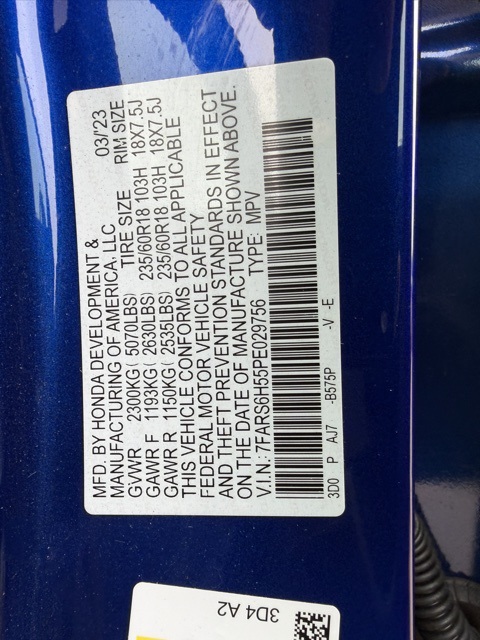 MFD. BY HONDA DEVELOPMENT &
MANUFACTURING OF AMERICA, LLC 03/23
GVWR 2300KG( 5070LBS) TIRE SIZE RIM SIZE
GAWR F 1193KG( 2630LBS) 235/60R18 103H 18X7.5J
GAWR R 1150KG( 2535LBS) 235/60R18 103H 18X7.5J
THIS VEHICLE CONFORMS TO ALL APPLICABLE
FEDERAL MOTOR VEHICLE SAFETY
AND THEFT PREVENTION STANDARDS IN EFFECT
ON THE DATE OF MANUFACTURE SHOWN ABOVE.
V.I.N.: 7FARS6H55PE029756 TYPE: MPV
3D0 P AJ7 -B575P -V -E
3D4 A2